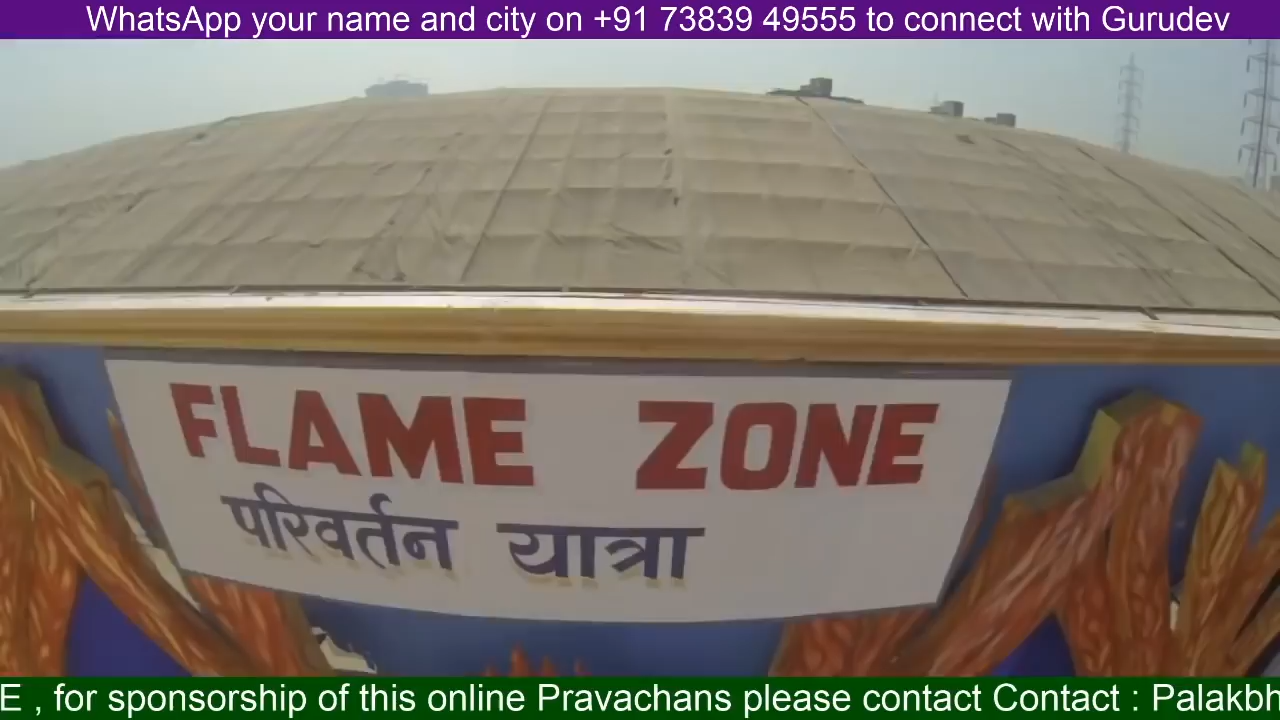 WhatsApp your name and city on +91 73839 49555 to connect with Gurudev
FLAME ZONE
परिवर्तन यात्रा
E , for sponsorship of this online Pravachans please contact Contact : Palakbh